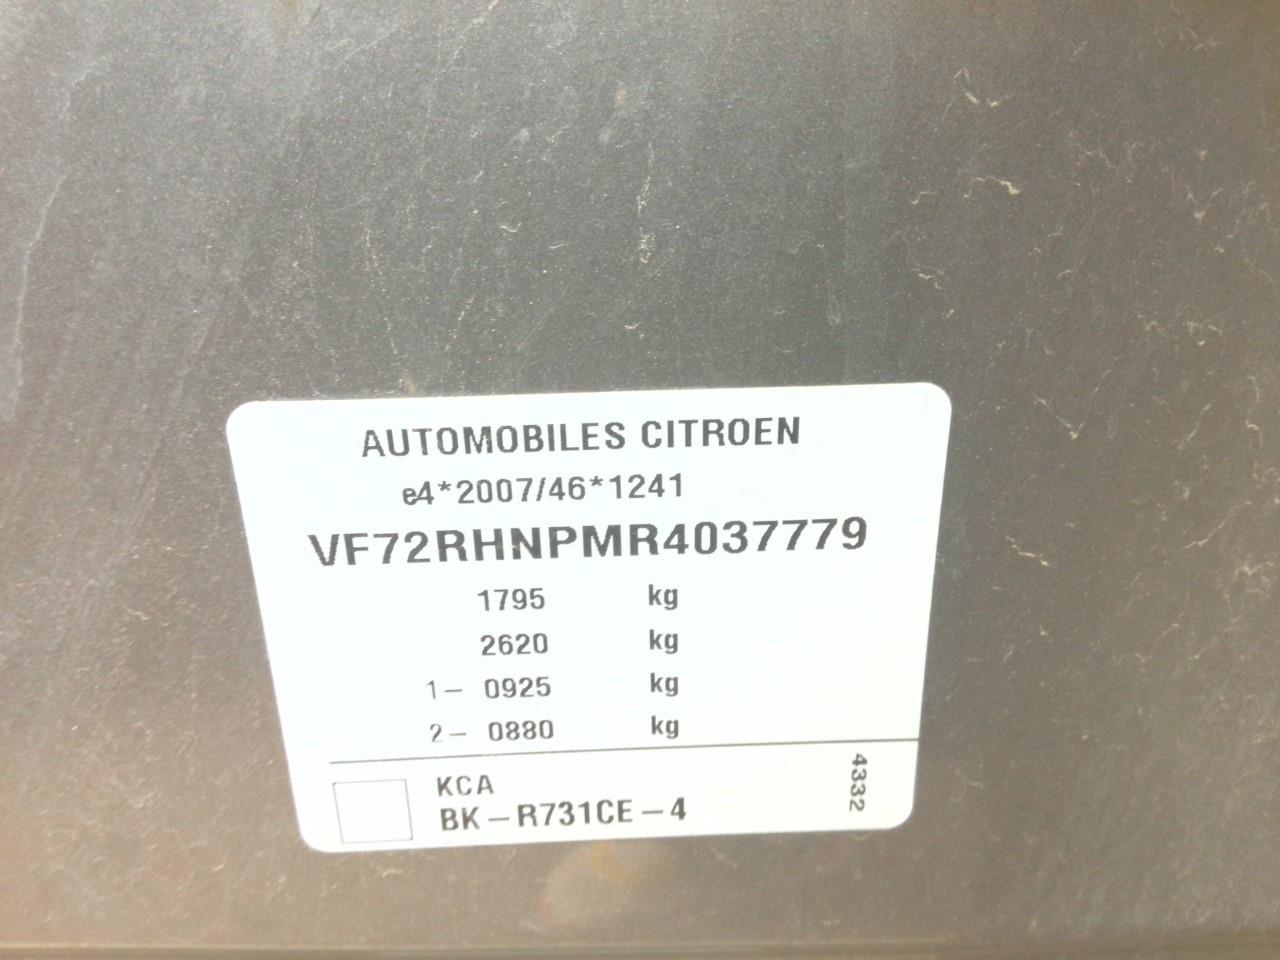 AUTOMOBILES CITROEN
e4*2007/46*1241
VF72RHNPMR4037779
1795 kg
2620 kg
1- 0925 kg
2- 0880 kg
KCA
BK-R731CE-4
4332